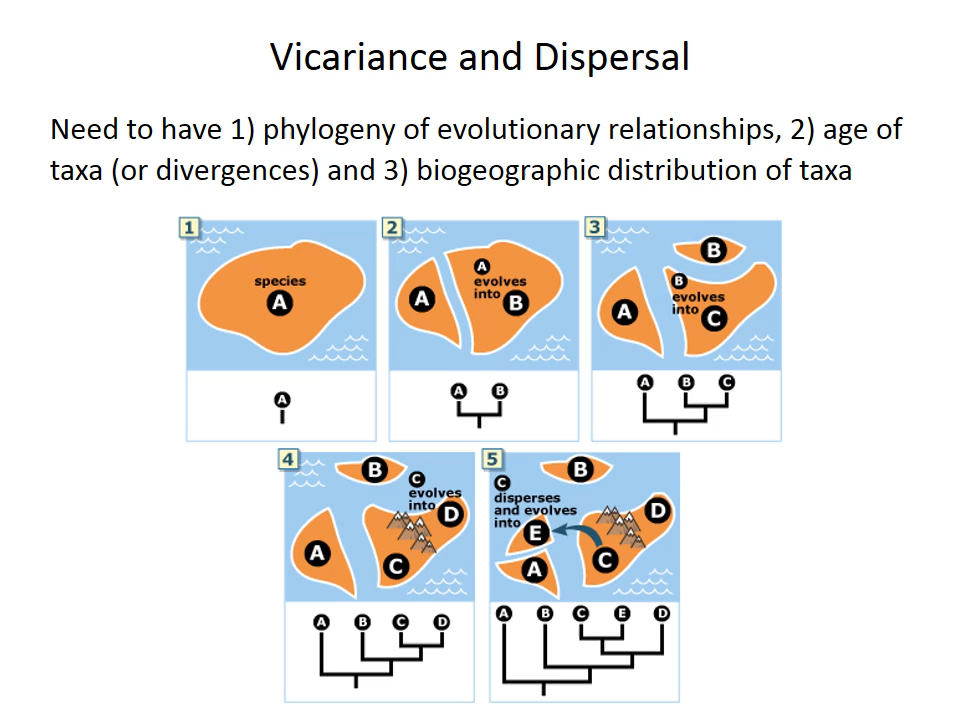 Vicariance and Dispersal
Need to have 1) phylogeny of evolutionary relationships, 2) age of
taxa (or divergences) and 3) biogeographic distribution of taxa
1
species
A
A
2
A
A
evolves
into B
A B
3
B
A
B
evolves
into C
A B C
4
B
C
evolves
into D
A
C
A B C D
5
B
C
disperses
and evolves
into
E
D
A
C
A B C E D